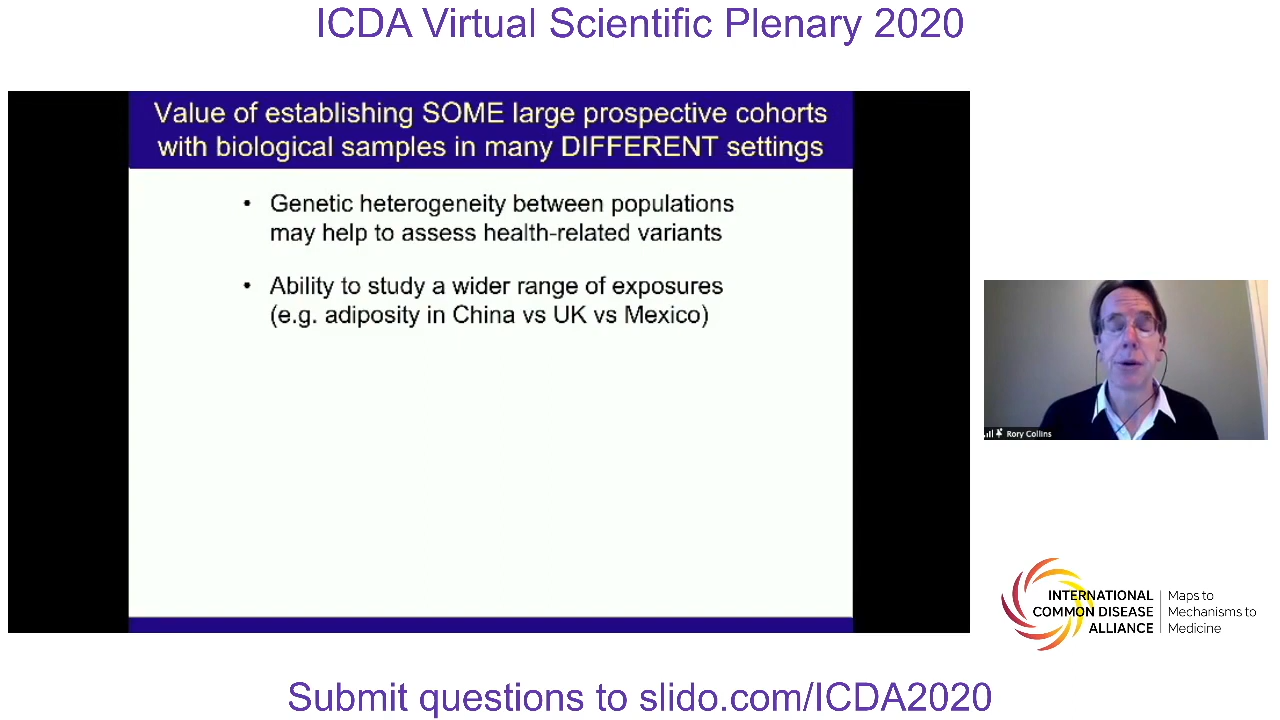 ICDA Virtual Scientific Plenary 2020
Value of establishing SOME large prospective cohorts
with biological samples in many DIFFERENT settings
• Genetic heterogeneity between populations
may help to assess health-related variants
• Ability to study a wider range of exposures
(e.g. adiposity in China vs UK vs Mexico)
Rory Collins
INTERNATIONAL
COMMON DISEASE
ALLIANCE
Maps to
Mechanisms to
Medicine
Submit questions to slido.com/ICDA2020